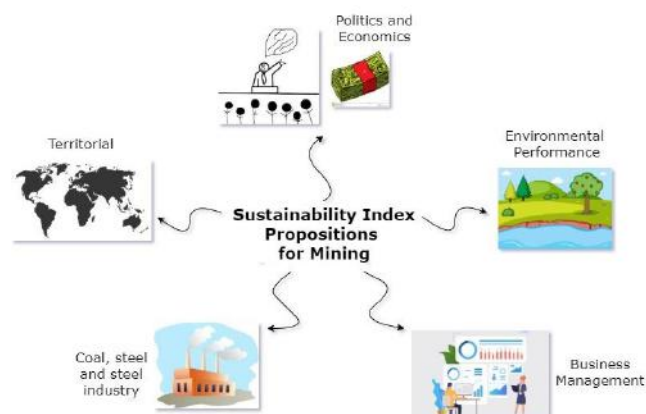 Politics and
Economics
Territorial
Environmental
Performance
Sustainability Index
Propositions
for Mining
Coal, steel
and steel
industry
Business
Management